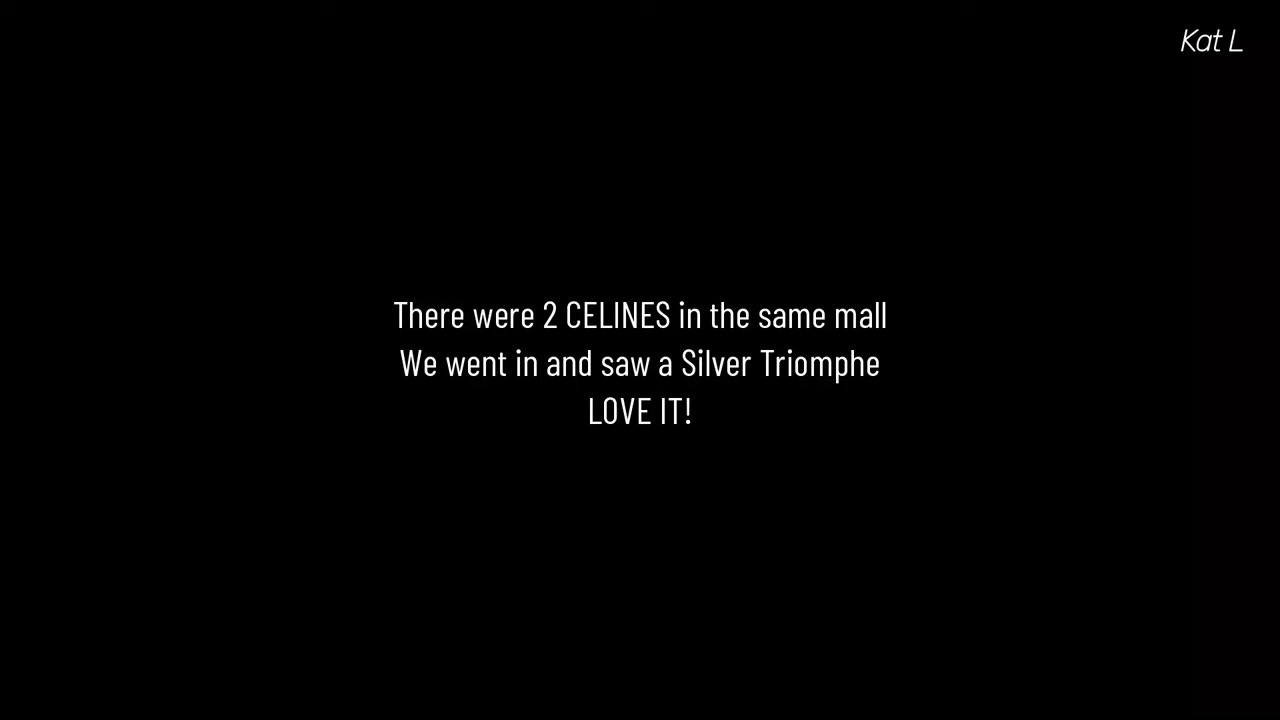 Kat L
There were 2 CELINES in the same mall
We went in and saw a Silver Triomphe
LOVE IT!